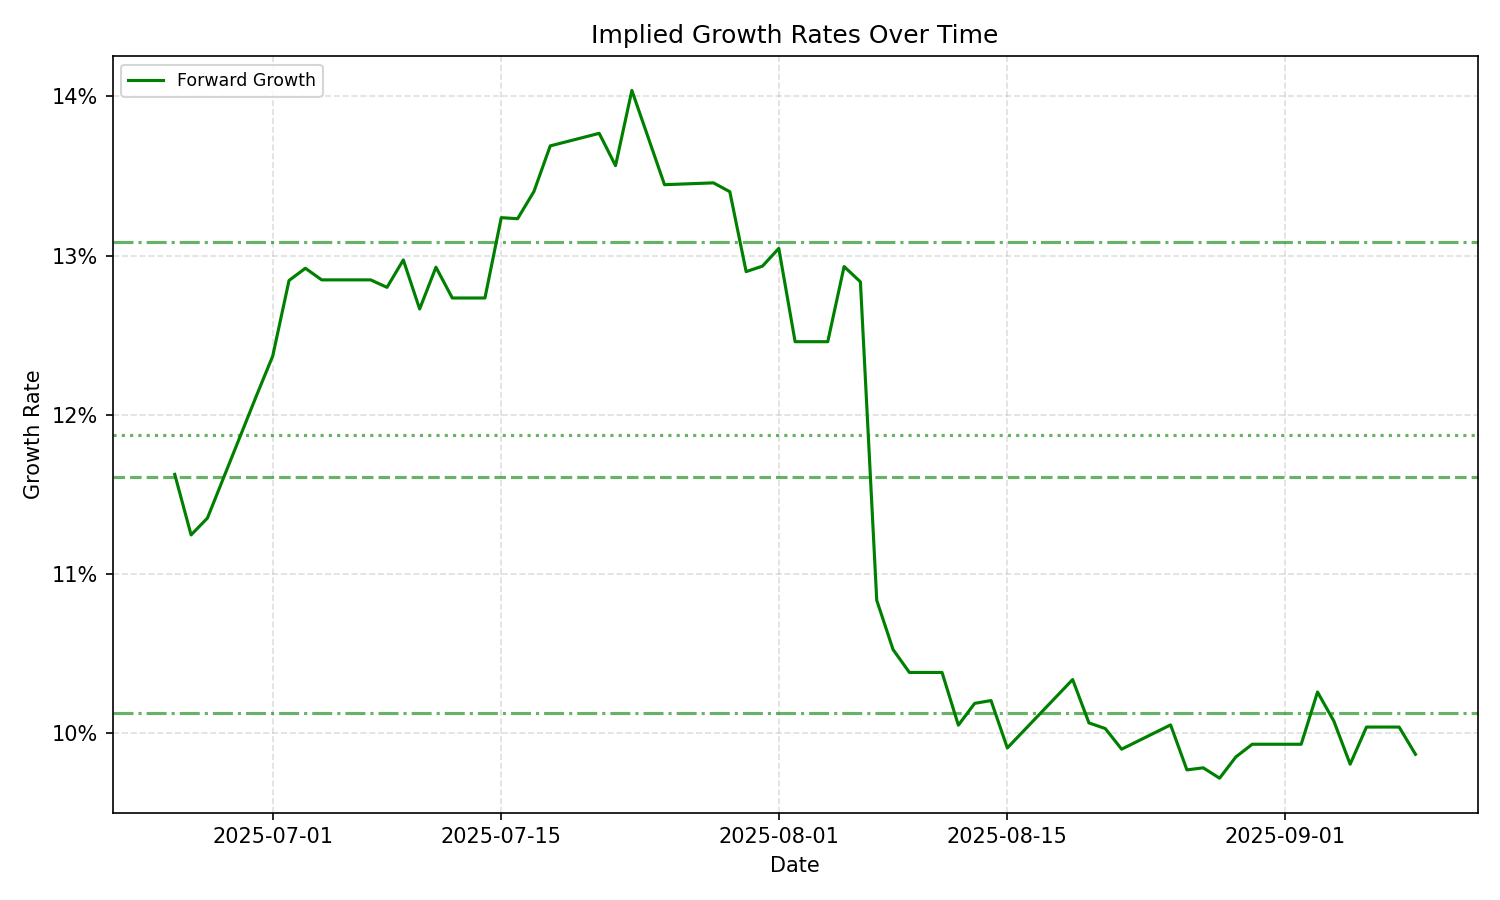 Implied Growth Rates Over Time
Forward Growth
14%
13%
12%
11%
10%
Growth Rate
2025-07-01
2025-07-15
2025-08-01
2025-08-15
2025-09-01
Date